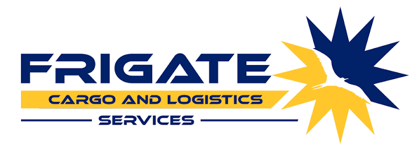 FRIGATE
CARGO AND LOGISTICS
SERVICES